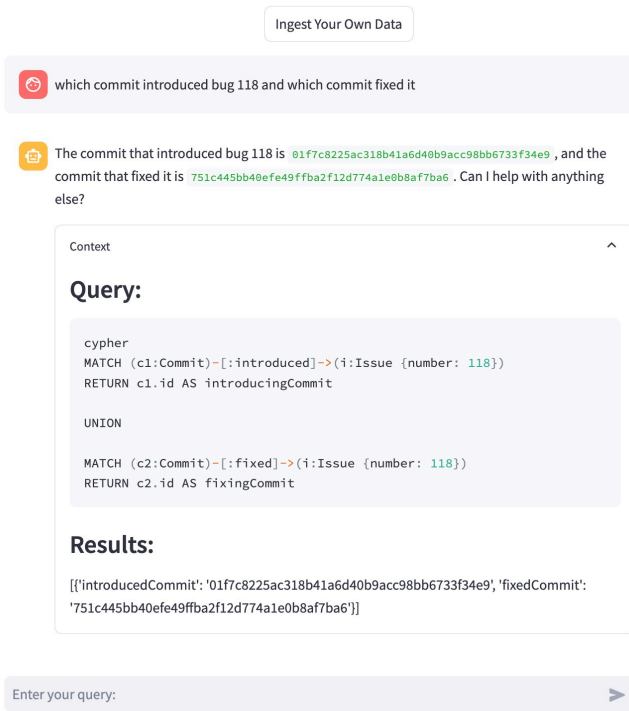 Ingest Your Own Data
which commit introduced bug 118 and which commit fixed it
The commit that introduced bug 118 is 01f7c8225ac318b41a6d40b9acc98bb6733f34e9 , and the
commit that fixed it is 751c445bb40efe49ffba2f12d774a1e0b8af7ba6 . Can I help with anything
else?
Context
Query:
cypher
MATCH (c1:Commit)-[:introduced]->(i:Issue {number: 118})
RETURN c1.id AS introducingCommit
UNION
MATCH (c2:Commit)-[:fixed]->(i:Issue {number: 118})
RETURN c2.id AS fixingCommit
Results:
[{'introducedCommit': '01f7c8225ac318b41a6d40b9acc98bb6733f34e9', 'fixedCommit':
'751c445bb40efe49ffba2f12d774a1e0b8af7ba6'}]
Enter your query: